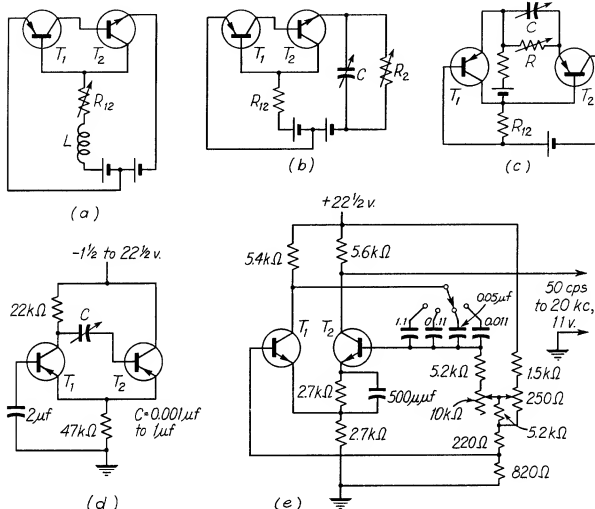 T1
T2
R12
L
(a)
T1
T2
R12
C
R2
(b)
C
R
T1
T2
R12
(c)
-1½ to 22½ v.
22kΩ
C
T1
T2
2μf
47kΩ
C=0.001μf
to 1μf
(d)
+22½ v.
5.4kΩ
5.6kΩ
50 cps
to 20 kc,
11 v.
0.05μf
1.1
0.11
0.011
T1
T2
5.2kΩ
1.5kΩ
2.7kΩ
500μμf
10kΩ
250Ω
5.2kΩ
2.7kΩ
220Ω
820Ω
(e)